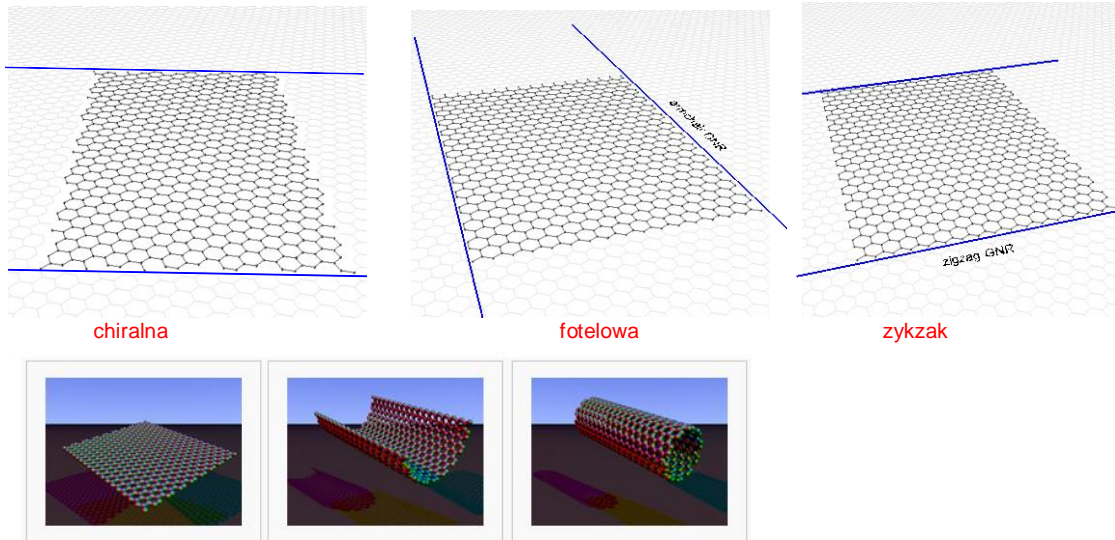 armchair GNR
zigzag GNR
chiralna
fotelowa
zykzak